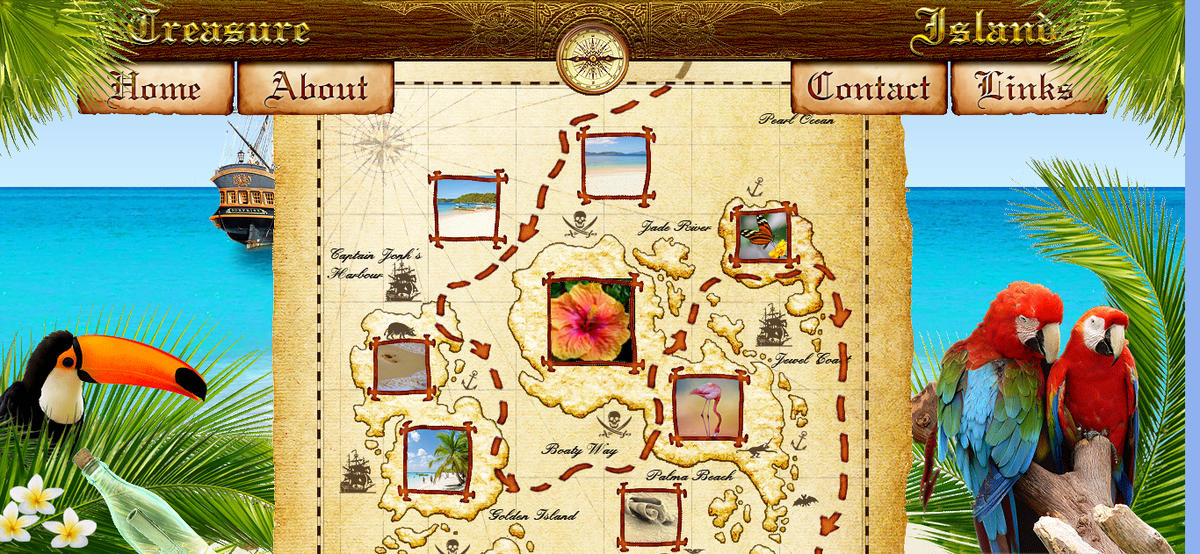 Treasure
Island
Home
About
Contact
Links
Pearl Ocean
Jade River
Captain Jonk's
Harbour
Jewel Coast
Booty Way
Palma Beach
Golden Island